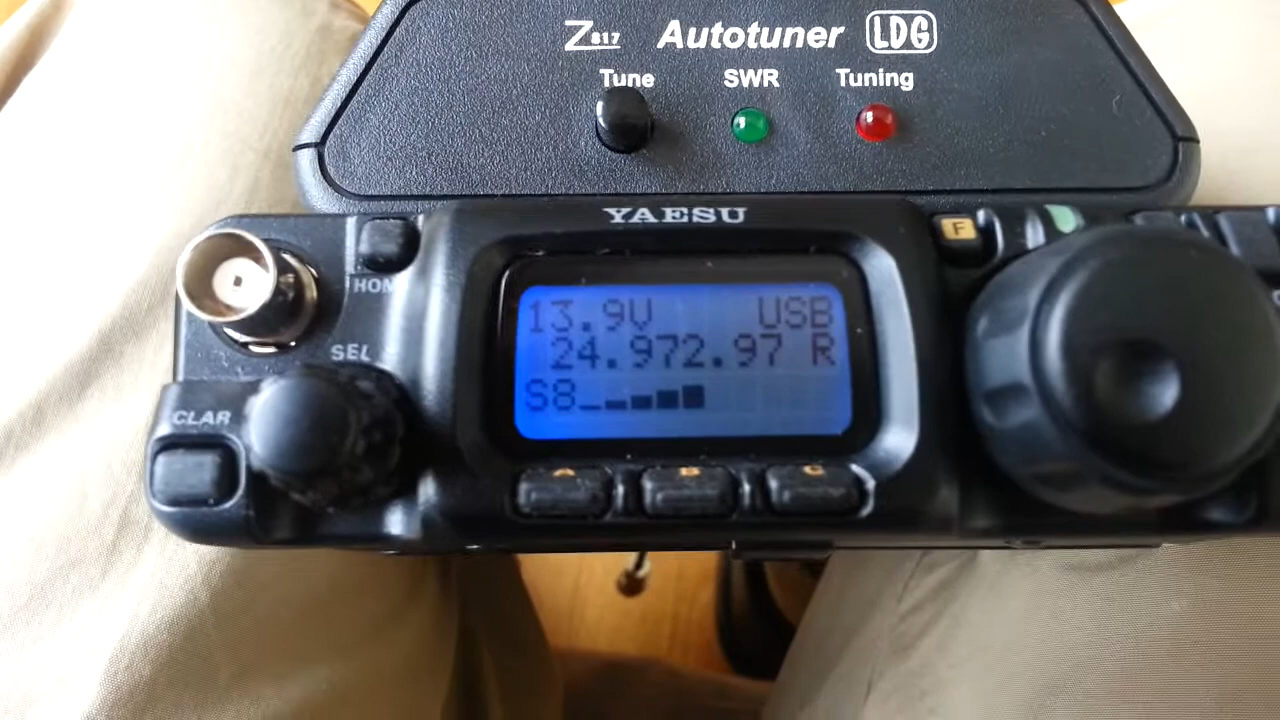 Z817 Autotuner LDG
Tune SWR Tuning
YAESU
F
HOM
SEL
CLAR
13.9V USB
24.972.97 R
S8
A B C